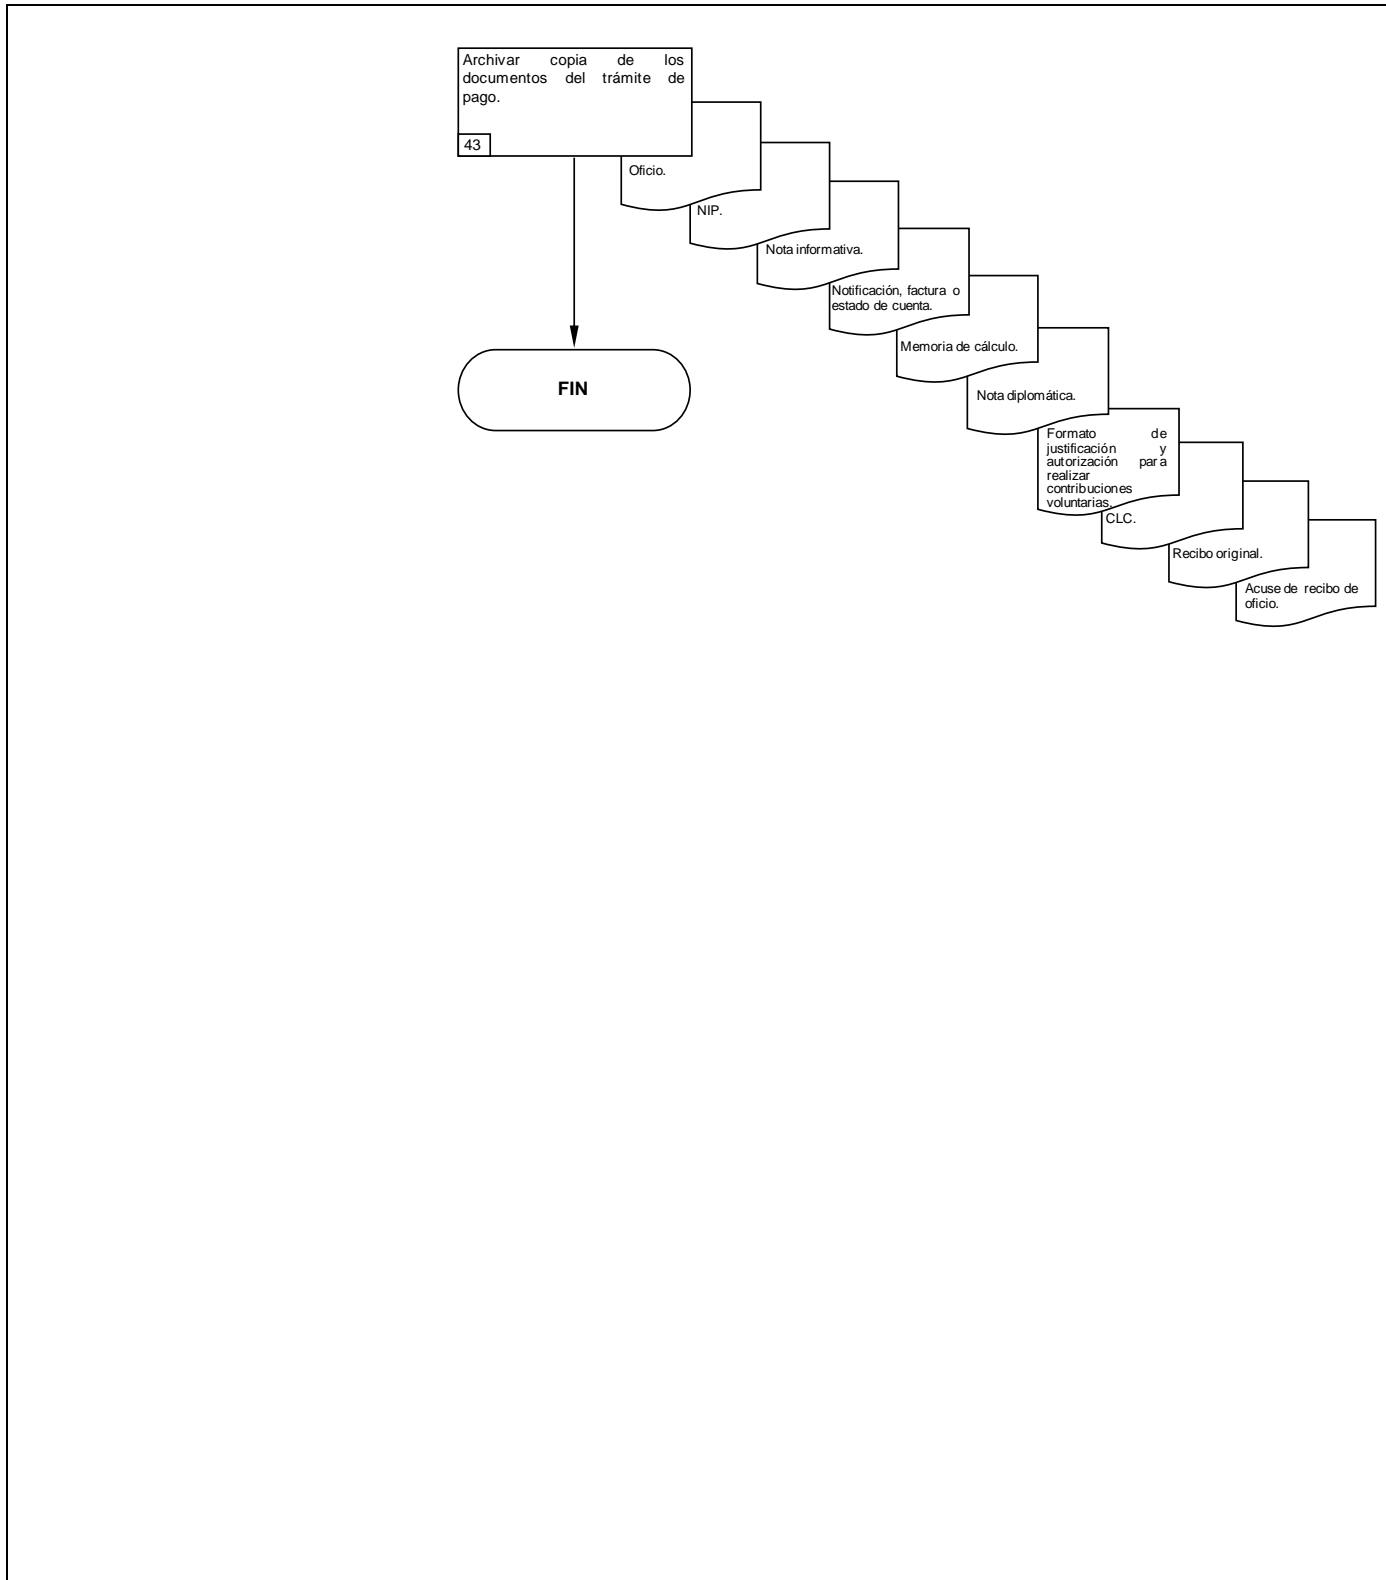 Archivar copia de los
documentos del trámite de
pago.
43
Oficio.
NIP.
Nota informativa.
Notificación, factura o
estado de cuenta.
Memoria de cálculo.
FIN
Nota diplomática.
Formato de
justificación y
autorización para
realizar
contribuciones
voluntarias.
CLC.
Recibo original.
Acuse de recibo de
oficio.